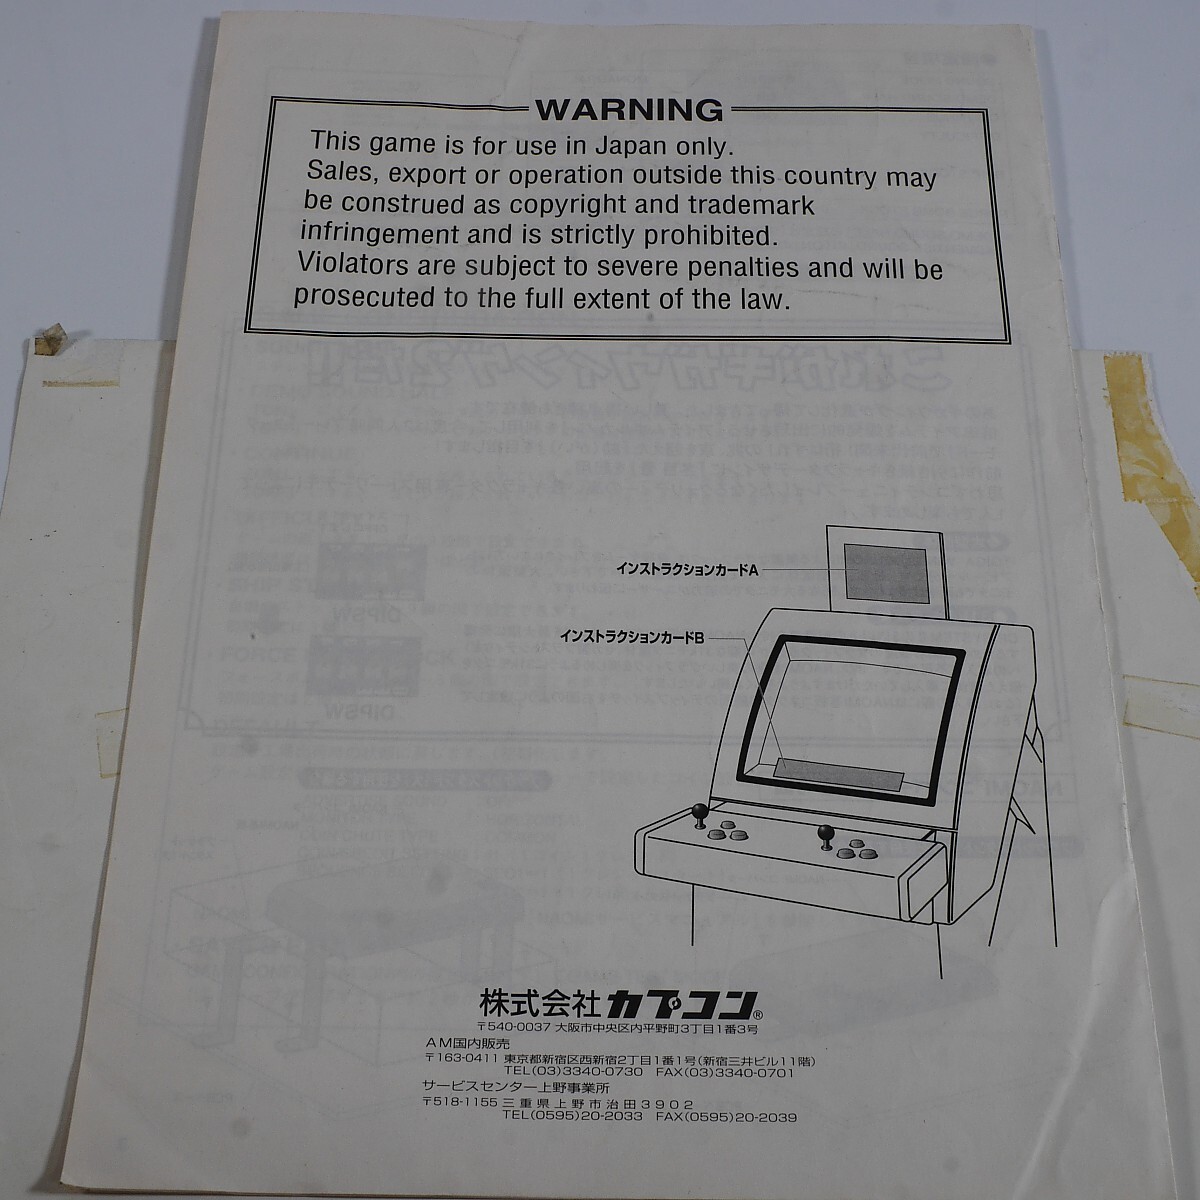 WARNING
This game is for use in Japan only.
Sales, export or operation outside this country may
be construed as copyright and trademark
infringement and is strictly prohibited.
Violators are subject to severe penalties and will be
prosecuted to the full extent of the law.
インストラクションカードA
インストラクションカードB
株式会社カプコン®
〒540-0037 大阪市中央区内平野町3丁目1番3号
AM国内販売
〒163-0411 東京都新宿区西新宿2丁目1番1号(新宿三井ビル11階)
TEL(03)3340-0730 FAX(03)3340-0701
サービスセンター上野事業所
〒518-1155 三重県上野市治田3902
TEL(0595)20-2033 FAX(0595)20-2039